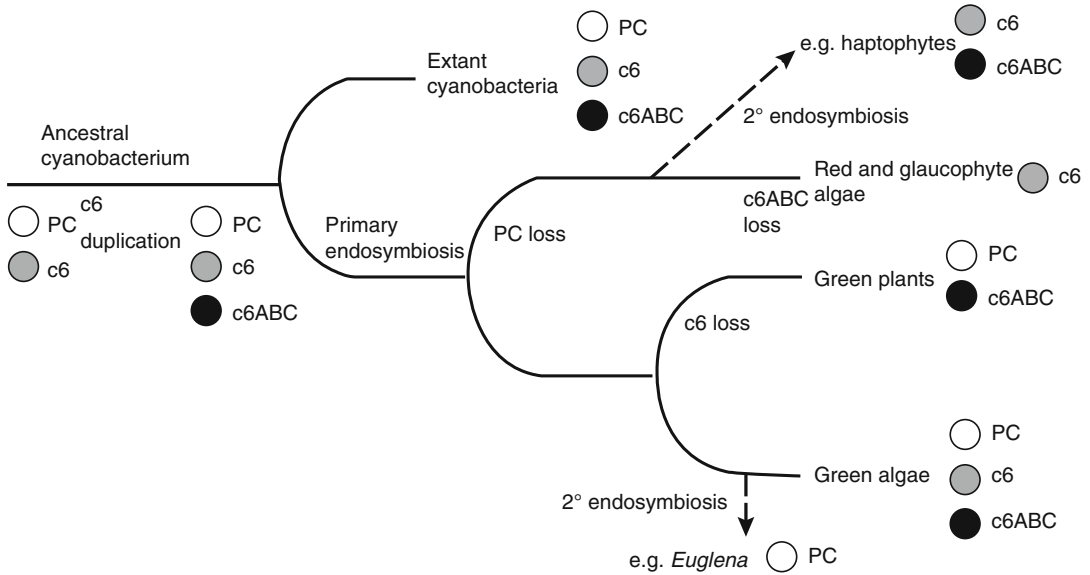 PC
c6
c6ABC
Extant
cyanobacteria
e.g. haptophytes
c6
c6ABC
2° endosymbiosis
Ancestral
cyanobacterium
c6
duplication
PC
c6
PC
c6
c6ABC
Primary
endosymbiosis
PC loss
c6ABC
loss
Red and glaucophyte
algae
c6
Green plants
PC
c6ABC
c6 loss
Green algae
PC
c6
c6ABC
2° endosymbiosis
e.g. Euglena
PC